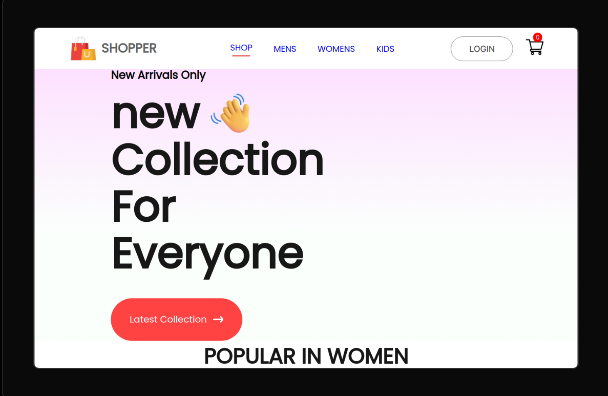 SHOPPER
SHOP MENS WOMENS KIDS
LOGIN
0
New Arrivals Only
new
Collection
For
Everyone
Latest Collection →
POPULAR IN WOMEN